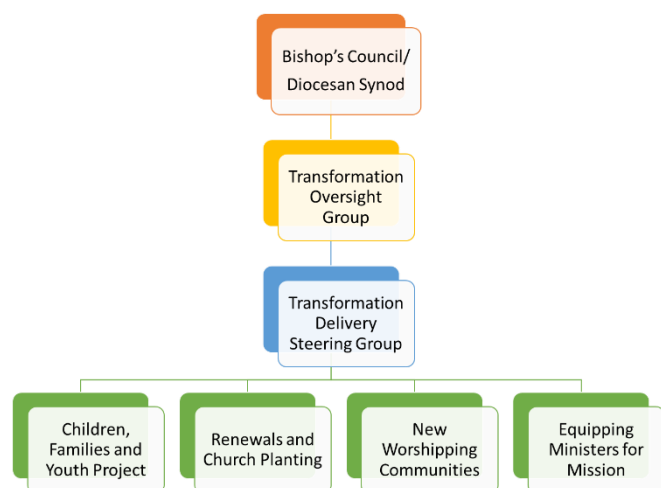 Bishop's Council/
Diocesan Synod
Transformation
Oversight
Group
Transformation
Delivery
Steering Group
Children,
Families and
Youth Project
Renewals and
Church Planting
New
Worshipping
Communities
Equipping
Ministers for
Mission